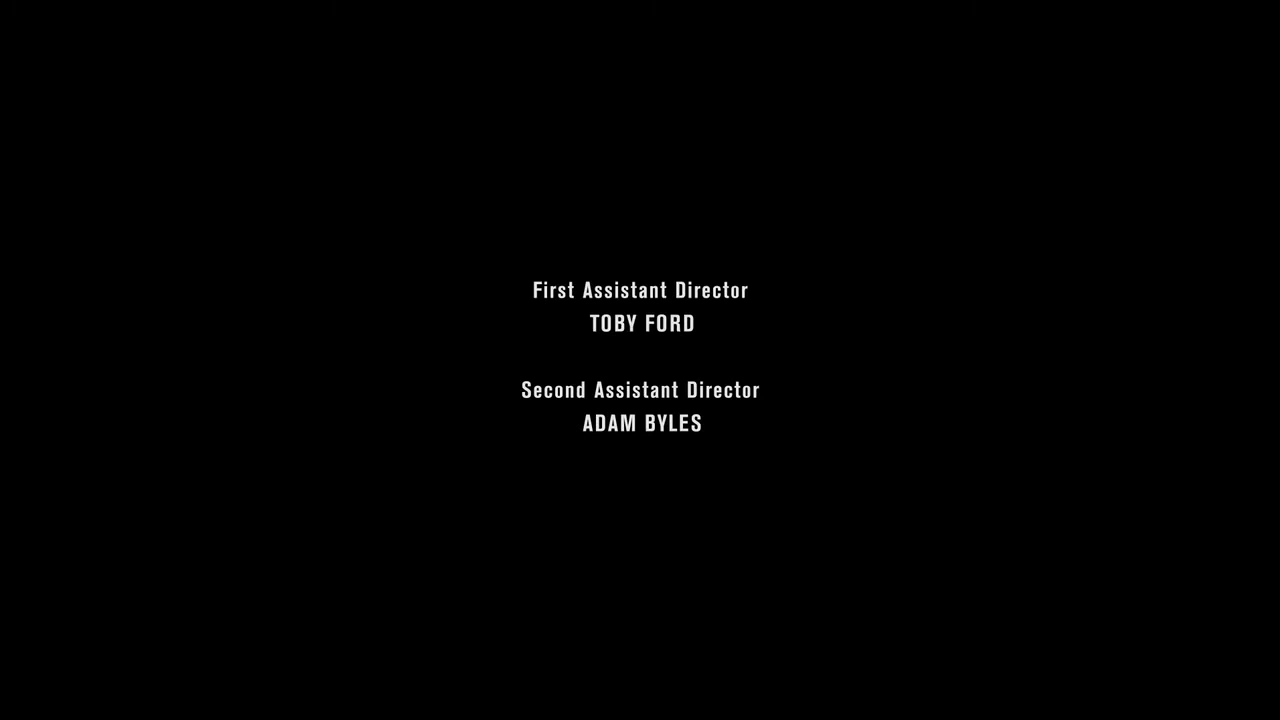 First Assistant Director
TOBY FORD
Second Assistant Director
ADAM BYLES